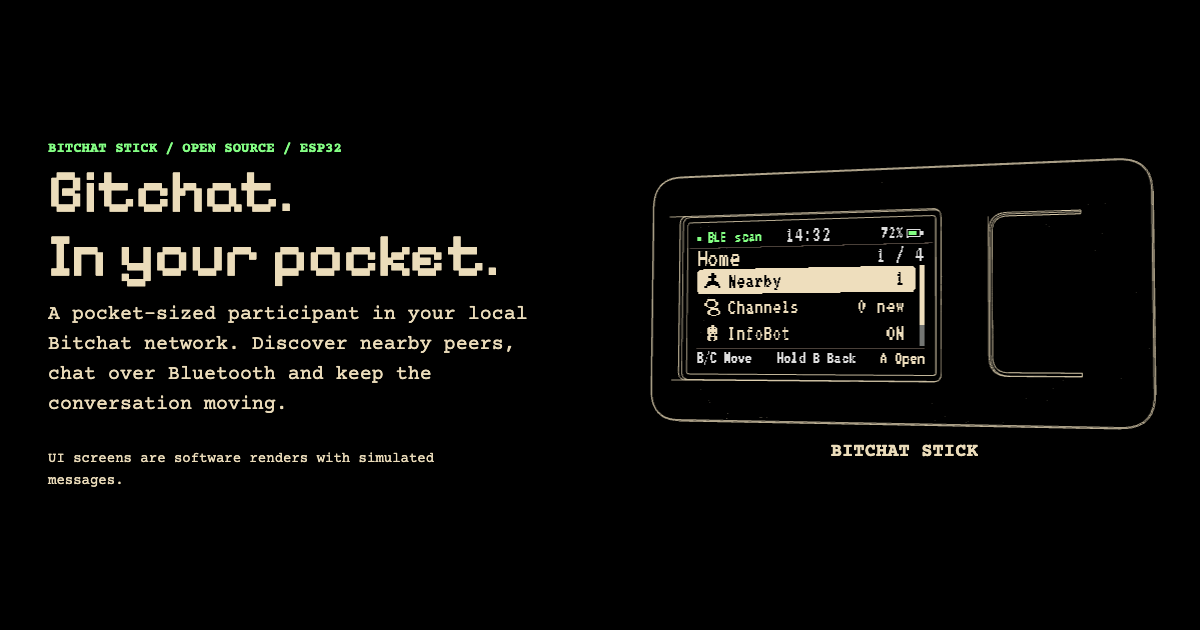 BITCHAT STICK / OPEN SOURCE / ESP32
Bitchat.
In your pocket.
A pocket-sized participant in your local
Bitchat network. Discover nearby peers,
chat over Bluetooth and keep the
conversation moving.
UI screens are software renders with simulated
messages.
BLE scan 14:32 72%
Home 1 / 4
Nearby 1
Channels 0 new
InfoBot ON
B/C Move Hold B Back A Open
BITCHAT STICK